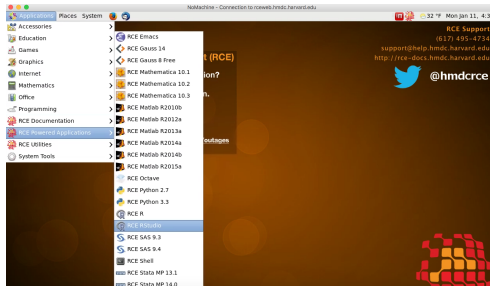 NoMachine - Connection to rceweb.hmdc.harvard.edu
Applications Places System
32 °F Mon Jan 11, 4:3
Accessories
Education
Games
Graphics
Internet
Mathematics
Office
Programming
RCE Documentation
RCE Powered Applications
RCE Utilities
System Tools
RCE Emacs
RCE Gauss 14
RCE Gauss 8 Free
RCE Mathematica 10.1
RCE Mathematica 10.2
RCE Mathematica 10.3
RCE Matlab R2010b
RCE Matlab R2012a
RCE Matlab R2013a
RCE Matlab R2014a
RCE Matlab R2014b
RCE Matlab R2015a
RCE Octave
RCE Python 2.7
RCE Python 3.3
RCE R
RCE RStudio
RCE SAS 9.3
RCE SAS 9.4
RCE Shell
RCE Stata MP 13.1
RCE Stata MP 14.0
t (RCE)
ion?
n.
outages
RCE Support
(617) 495-4734
support@help.hmdc.harvard.edu
http://rce-docs.hmdc.harvard.edu
@hmdcrce